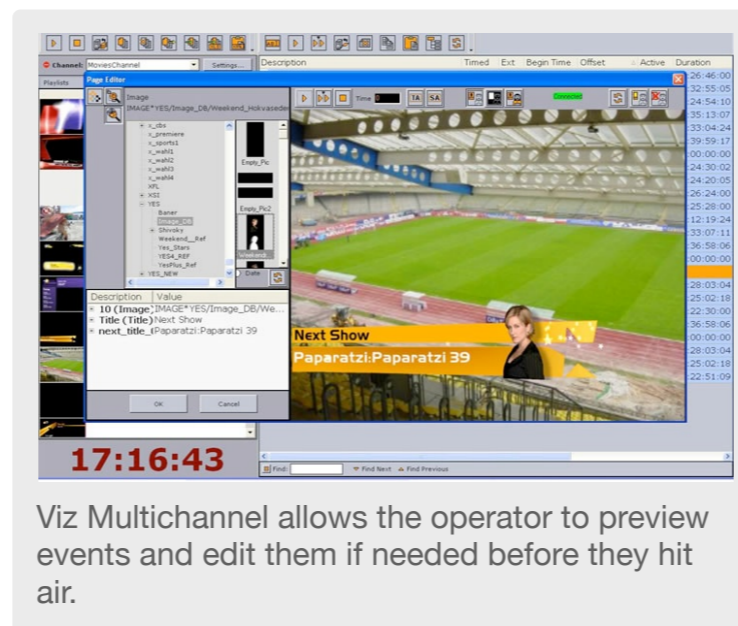 Channel: MoviesChannel Settings... Description Timed Ext Begin Time Offset Active Duration
Playlists
Page Editor
Image
IMAGE*YES/Image_DB/Weekend_Hokvaseder
Time TA SA Connected
x_cbs
x_premiere
x_sports1
x_wahl1
x_wahl2
x_wahl3
x_wahl4
XFL
XSI
YES
Baner
Image_DB
Shivoky
Weekend__Ref
Yes_Stars
YES4_REF
YesPlus_Ref
YES_NEW
Empty_Pic
Empty_Pic2
Weekend...
Date
Description Value
10 (Image) IMAGE*YES/Image_DB/We...
Title (Title) Next Show
next_title_( Paparatzi:Paparatzi 39
OK Cancel
Next Show
Paparatzi:Paparatzi 39
26:46:00
32:55:05
24:54:10
35:13:07
33:04:24
39:59:17
00:00:00
24:30:02
24:20:05
26:24:00
25:28:00
12:19:24
33:07:11
36:58:06
00:00:00
28:03:04
25:02:18
22:30:00
36:58:06
00:00:00
28:03:04
25:02:18
22:51:09
17:16:43
Find: Find Next Find Previous
Viz Multichannel allows the operator to preview
events and edit them if needed before they hit
air.